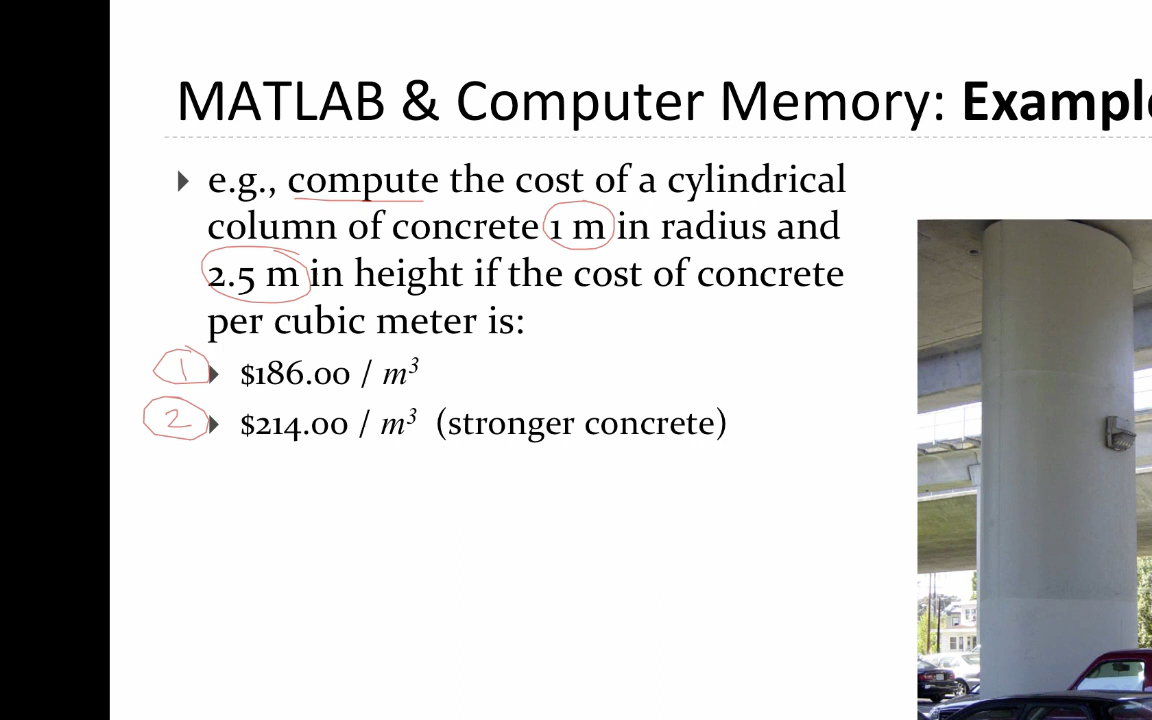 MATLAB & Computer Memory: Example
e.g., compute the cost of a cylindrical
column of concrete 1 m in radius and
2.5 m in height if the cost of concrete
per cubic meter is:
1 $186.00 / m³
2 $214.00 / m³ (stronger concrete)